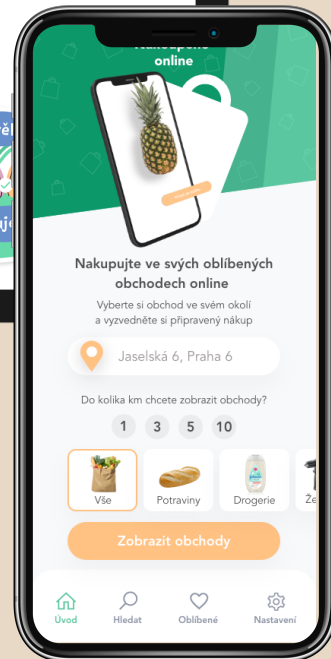 online
Nakupujte ve svých oblíbených
obchodech online
Vyberte si obchod ve svém okolí
a vyzvedněte si připravený nákup
Jaselská 6, Praha 6
Do kolika km chcete zobrazit obchody?
1 3 5 10
Vše Potraviny Drogerie
Zobrazit obchody
Úvod Hledat Oblíbené Nastavení